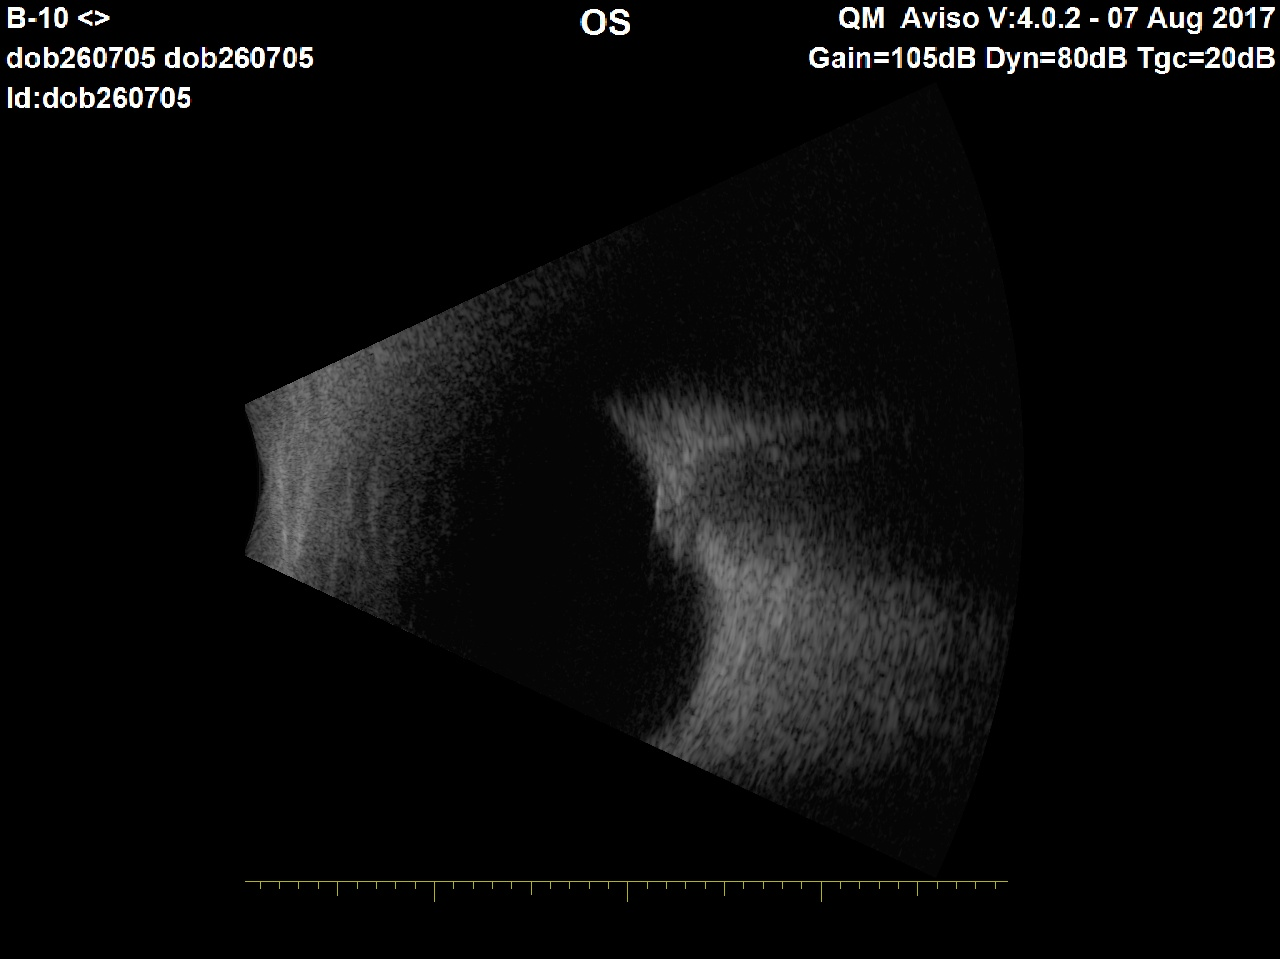 B-10 <>
OS
QM Aviso V:4.0.2 - 07 Aug 2017
dob260705 dob260705
Gain=105dB Dyn=80dB Tgc=20dB
Id:dob260705